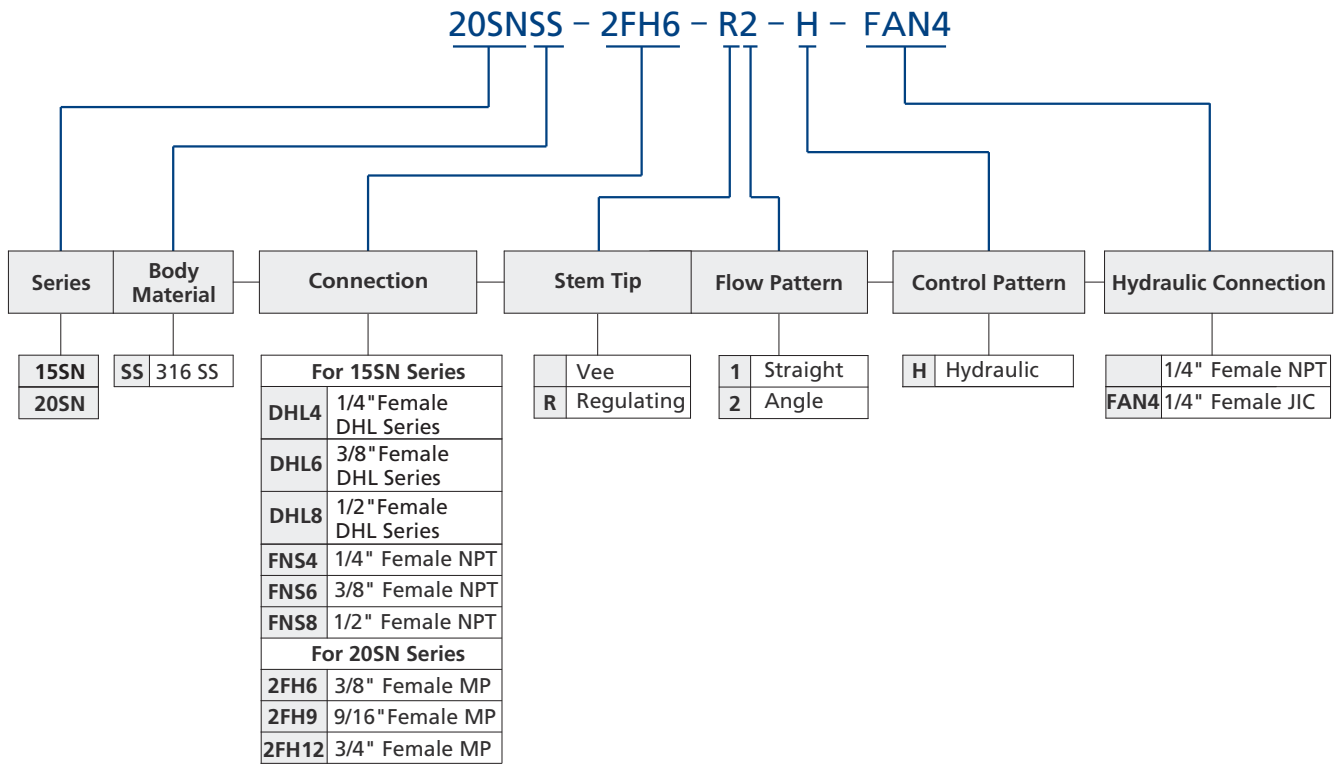 20SNSS – 2FH6 – R2 – H – FAN4
Series
Body
Material
Connection
Stem Tip
Flow Pattern
Control Pattern
Hydraulic Connection
15SN
20SN
SS 316 SS
For 15SN Series
DHL4 1/4"Female
DHL Series
DHL6 3/8"Female
DHL Series
DHL8 1/2"Female
DHL Series
FNS4 1/4" Female NPT
FNS6 3/8" Female NPT
FNS8 1/2" Female NPT
For 20SN Series
2FH6 3/8" Female MP
2FH9 9/16"Female MP
2FH12 3/4" Female MP
Vee
R Regulating
1 Straight
2 Angle
H Hydraulic
1/4" Female NPT
FAN4 1/4" Female JIC